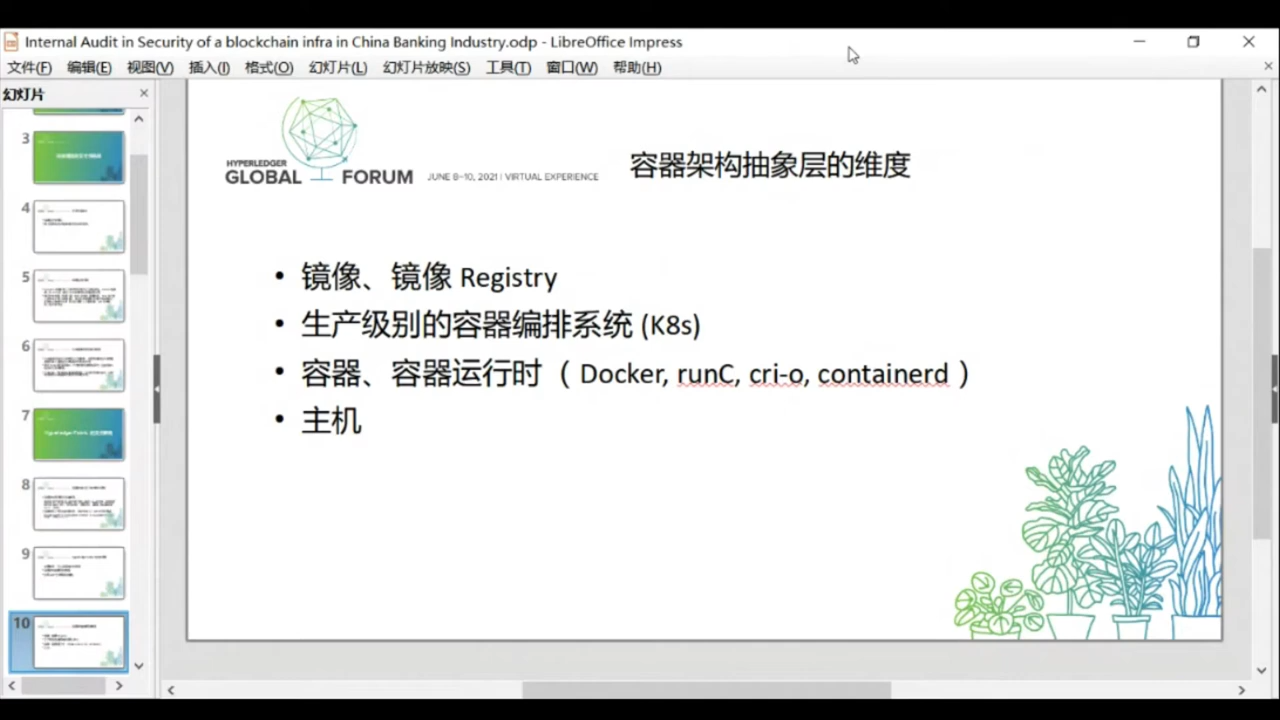 Internal Audit in Security of a blockchain infra in China Banking Industry.odp - LibreOffice Impress
文件(F) 编辑(E) 视图(V) 插入(I) 格式(O) 幻灯片(L) 幻灯片放映(S) 工具(T) 窗口(W) 帮助(H)
幻灯片
3
4
5
6
7
8
9
10
HYPERLEDGER
GLOBAL FORUM
JUNE 8-10, 2021 | VIRTUAL EXPERIENCE
容器架构抽象层的维度
• 镜像、镜像 Registry
• 生产级别的容器编排系统 (K8s)
• 容器、容器运行时（ Docker, runC, cri-o, containerd ）
• 主机